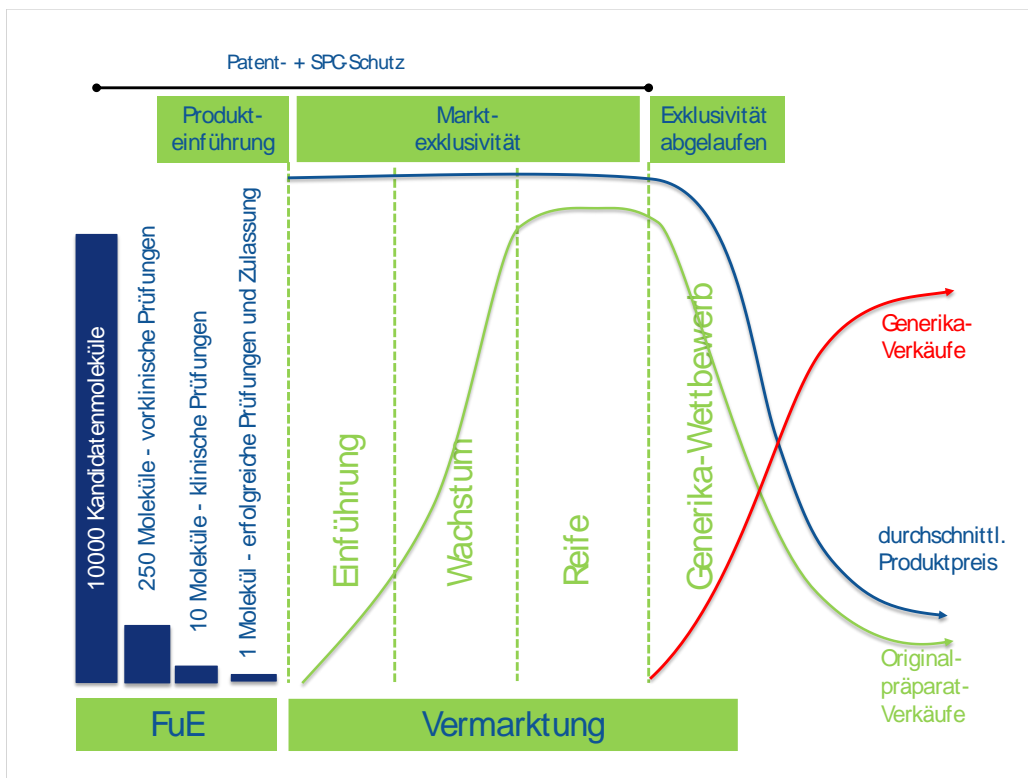 Patent- + SPC-Schutz
Produkt-
einführung
Markt-
exklusivität
Exklusivität
abgelaufen
10000 Kandidatenmoleküle
250 Moleküle - vorklinische Prüfungen
10 Moleküle - klinische Prüfungen
1 Molekül - erfolgreiche Prüfungen und Zulassung
Einführung
Wachstum
Reife
Generika-Wettbewerb
Generika-
Verkäufe
durchschnittl.
Produktpreis
Original-
präparat-
Verkäufe
FuE
Vermarktung